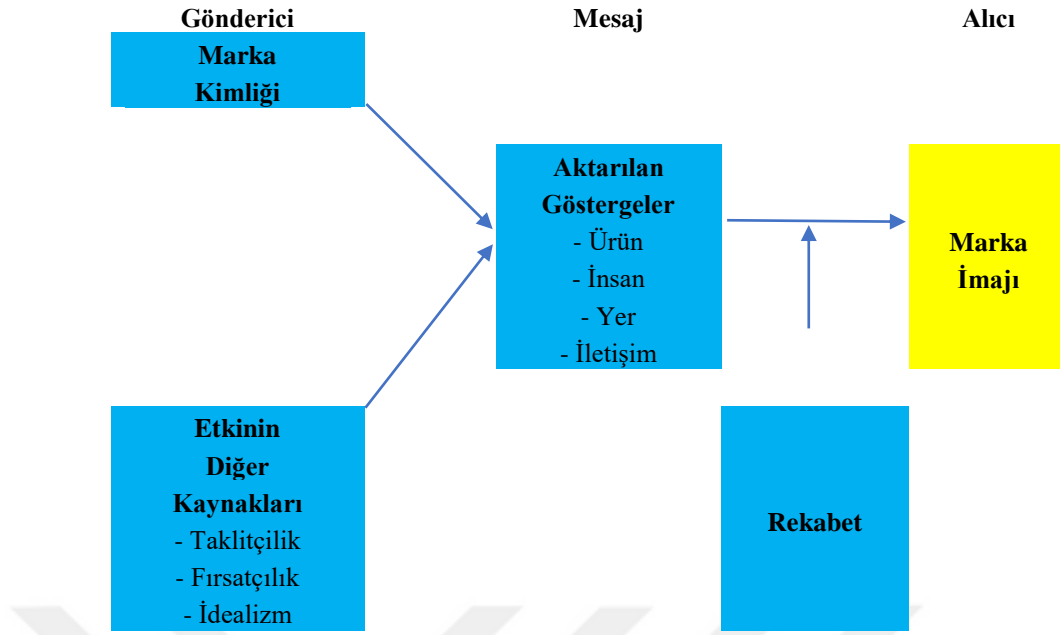 Gönderici
Mesaj
Alıcı
Marka
Kimliği
Aktarılan
Göstergeler
- Ürün
- İnsan
- Yer
- İletişim
Marka
İmajı
Etkinin
Diğer
Kaynakları
- Taklitçilik
- Fırsatçılık
- İdealizm
Rekabet